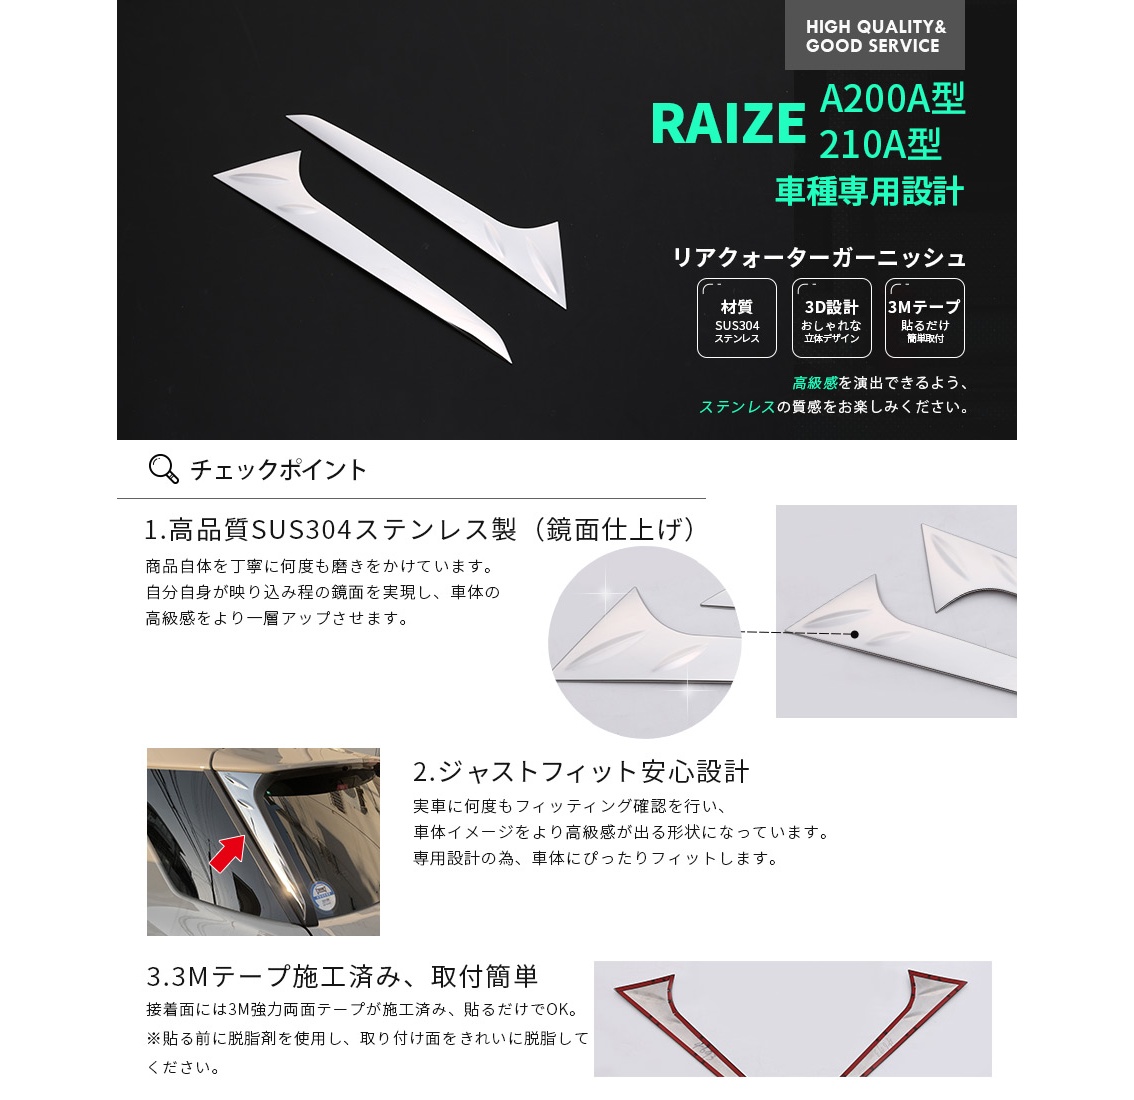 HIGH QUALITY&
GOOD SERVICE
RAIZE
A200A型
210A型
車種専用設計
リアクォーターガーニッシュ
材質
SUS304
ステンレス
3D設計
おしゃれな
立体デザイン
3Mテープ
貼るだけ
簡単取付
高級感を演出できるよう、
ステンレスの質感をお楽しみください。
チェックポイント
1.高品質SUS304ステンレス製（鏡面仕上げ）
商品自体を丁寧に何度も磨きをかけています。
自分自身が映り込み程の鏡面を実現し、車体の
高級感をより一層アップさせます。
2.ジャストフィット安心設計
実車に何度もフィッティング確認を行い、
車体イメージをより高級感が出る形状になっています。
専用設計の為、車体にぴったりフィットします。
3.3Mテープ施工済み、取付簡単
接着面には3M強力両面テープが施工済み、貼るだけでOK。
※貼る前に脱脂剤を使用し、取り付け面をきれいに脱脂して
ください。